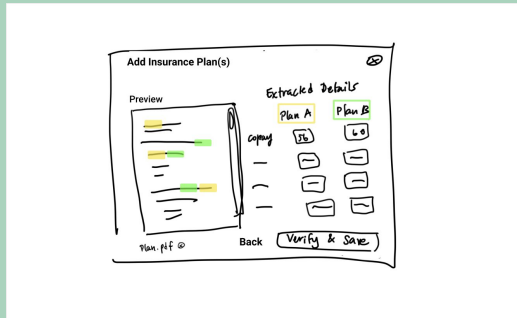 Add Insurance Plan(s)
Extracted Details
Preview
Plan A
Plan B
copay
56
60
Plan.pdf
Back
Verify & Save